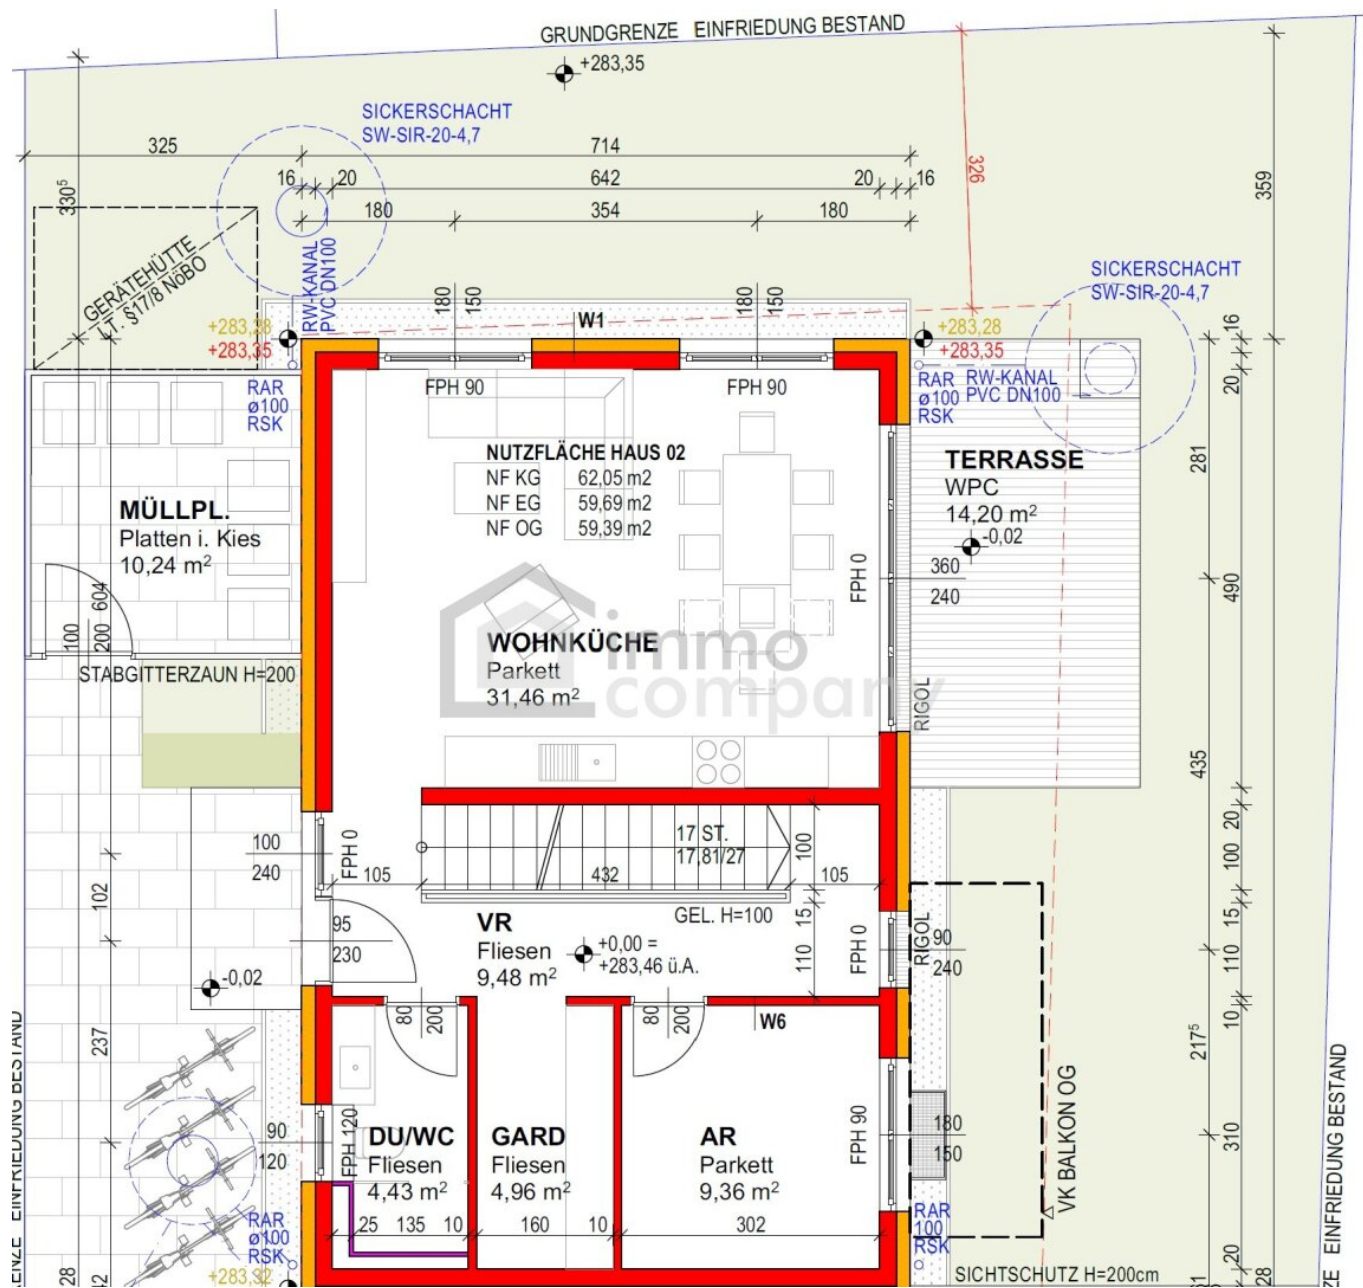 GRUNDGRENZE EINFRIEDUNG BESTAND
+283,35
SICKERSCHACHT
SW-SIR-20-4,7
325
714
16
20
642
20
16
180
354
180
330⁵
326
359
GERÄTEHÜTTE
LT. §17/8 NÖBO
RW-KANAL
PVC DN100
SICKERSCHACHT
SW-SIR-20-4,7
180
150
180
150
W1
+283,28
+283,35
+283,28
+283,35
16
20
RAR
ø100
RSK
FPH 90
FPH 90
RAR
ø100
RSK
RW-KANAL
PVC DN100
NUTZFLÄCHE HAUS 02
NF KG 62,05 m2
NF EG 59,69 m2
NF OG 59,39 m2
TERRASSE
WPC
14,20 m²
-0,02
281
MÜLLPL.
Platten i. Kies
10,24 m²
FPH 0
360
240
490
604
100
200
immo
company
WOHNKÜCHE
Parkett
31,46 m²
STABGITTERZAUN H=200
RIGOL
435
17 ST.
17,81/27
100
20
100
100
240
FPH 0
105
432
105
102
VR
Fliesen
9,48 m²
GEL. H=100
15
15
95
230
+0,00 =
+283,46 ü.A.
110
FPH 0
RIGOL
90
240
110
-0,02
80
200
80
200
W6
10
237
217⁵
VK BALKON OG
90
120
FPH 120
DU/WC
Fliesen
4,43 m²
GARD
Fliesen
4,96 m²
AR
Parkett
9,36 m²
FPH 90
180
150
310
EINFRIEDUNG BESTAND
EINFRIEDUNG BESTAND
RAR
ø100
RSK
25
135
10
160
10
302
RAR
100
RSK
20
+283,32
28
SICHTSCHUTZ H=200cm
28